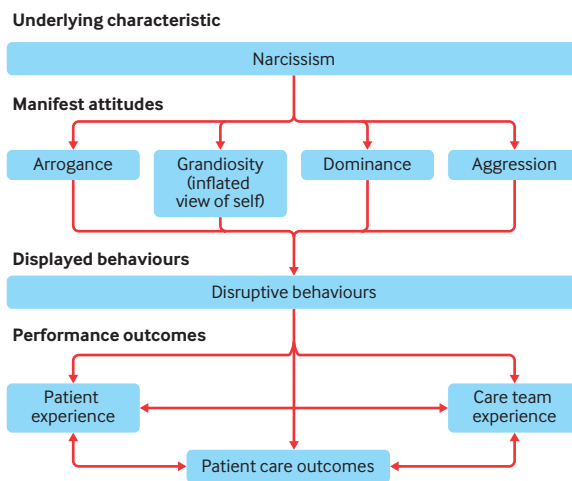 Underlying characteristic
Narcissism
Manifest attitudes
Arrogance
Grandiosity
(inflated
view of self)
Dominance
Aggression
Displayed behaviours
Disruptive behaviours
Performance outcomes
Patient
experience
Care team
experience
Patient care outcomes